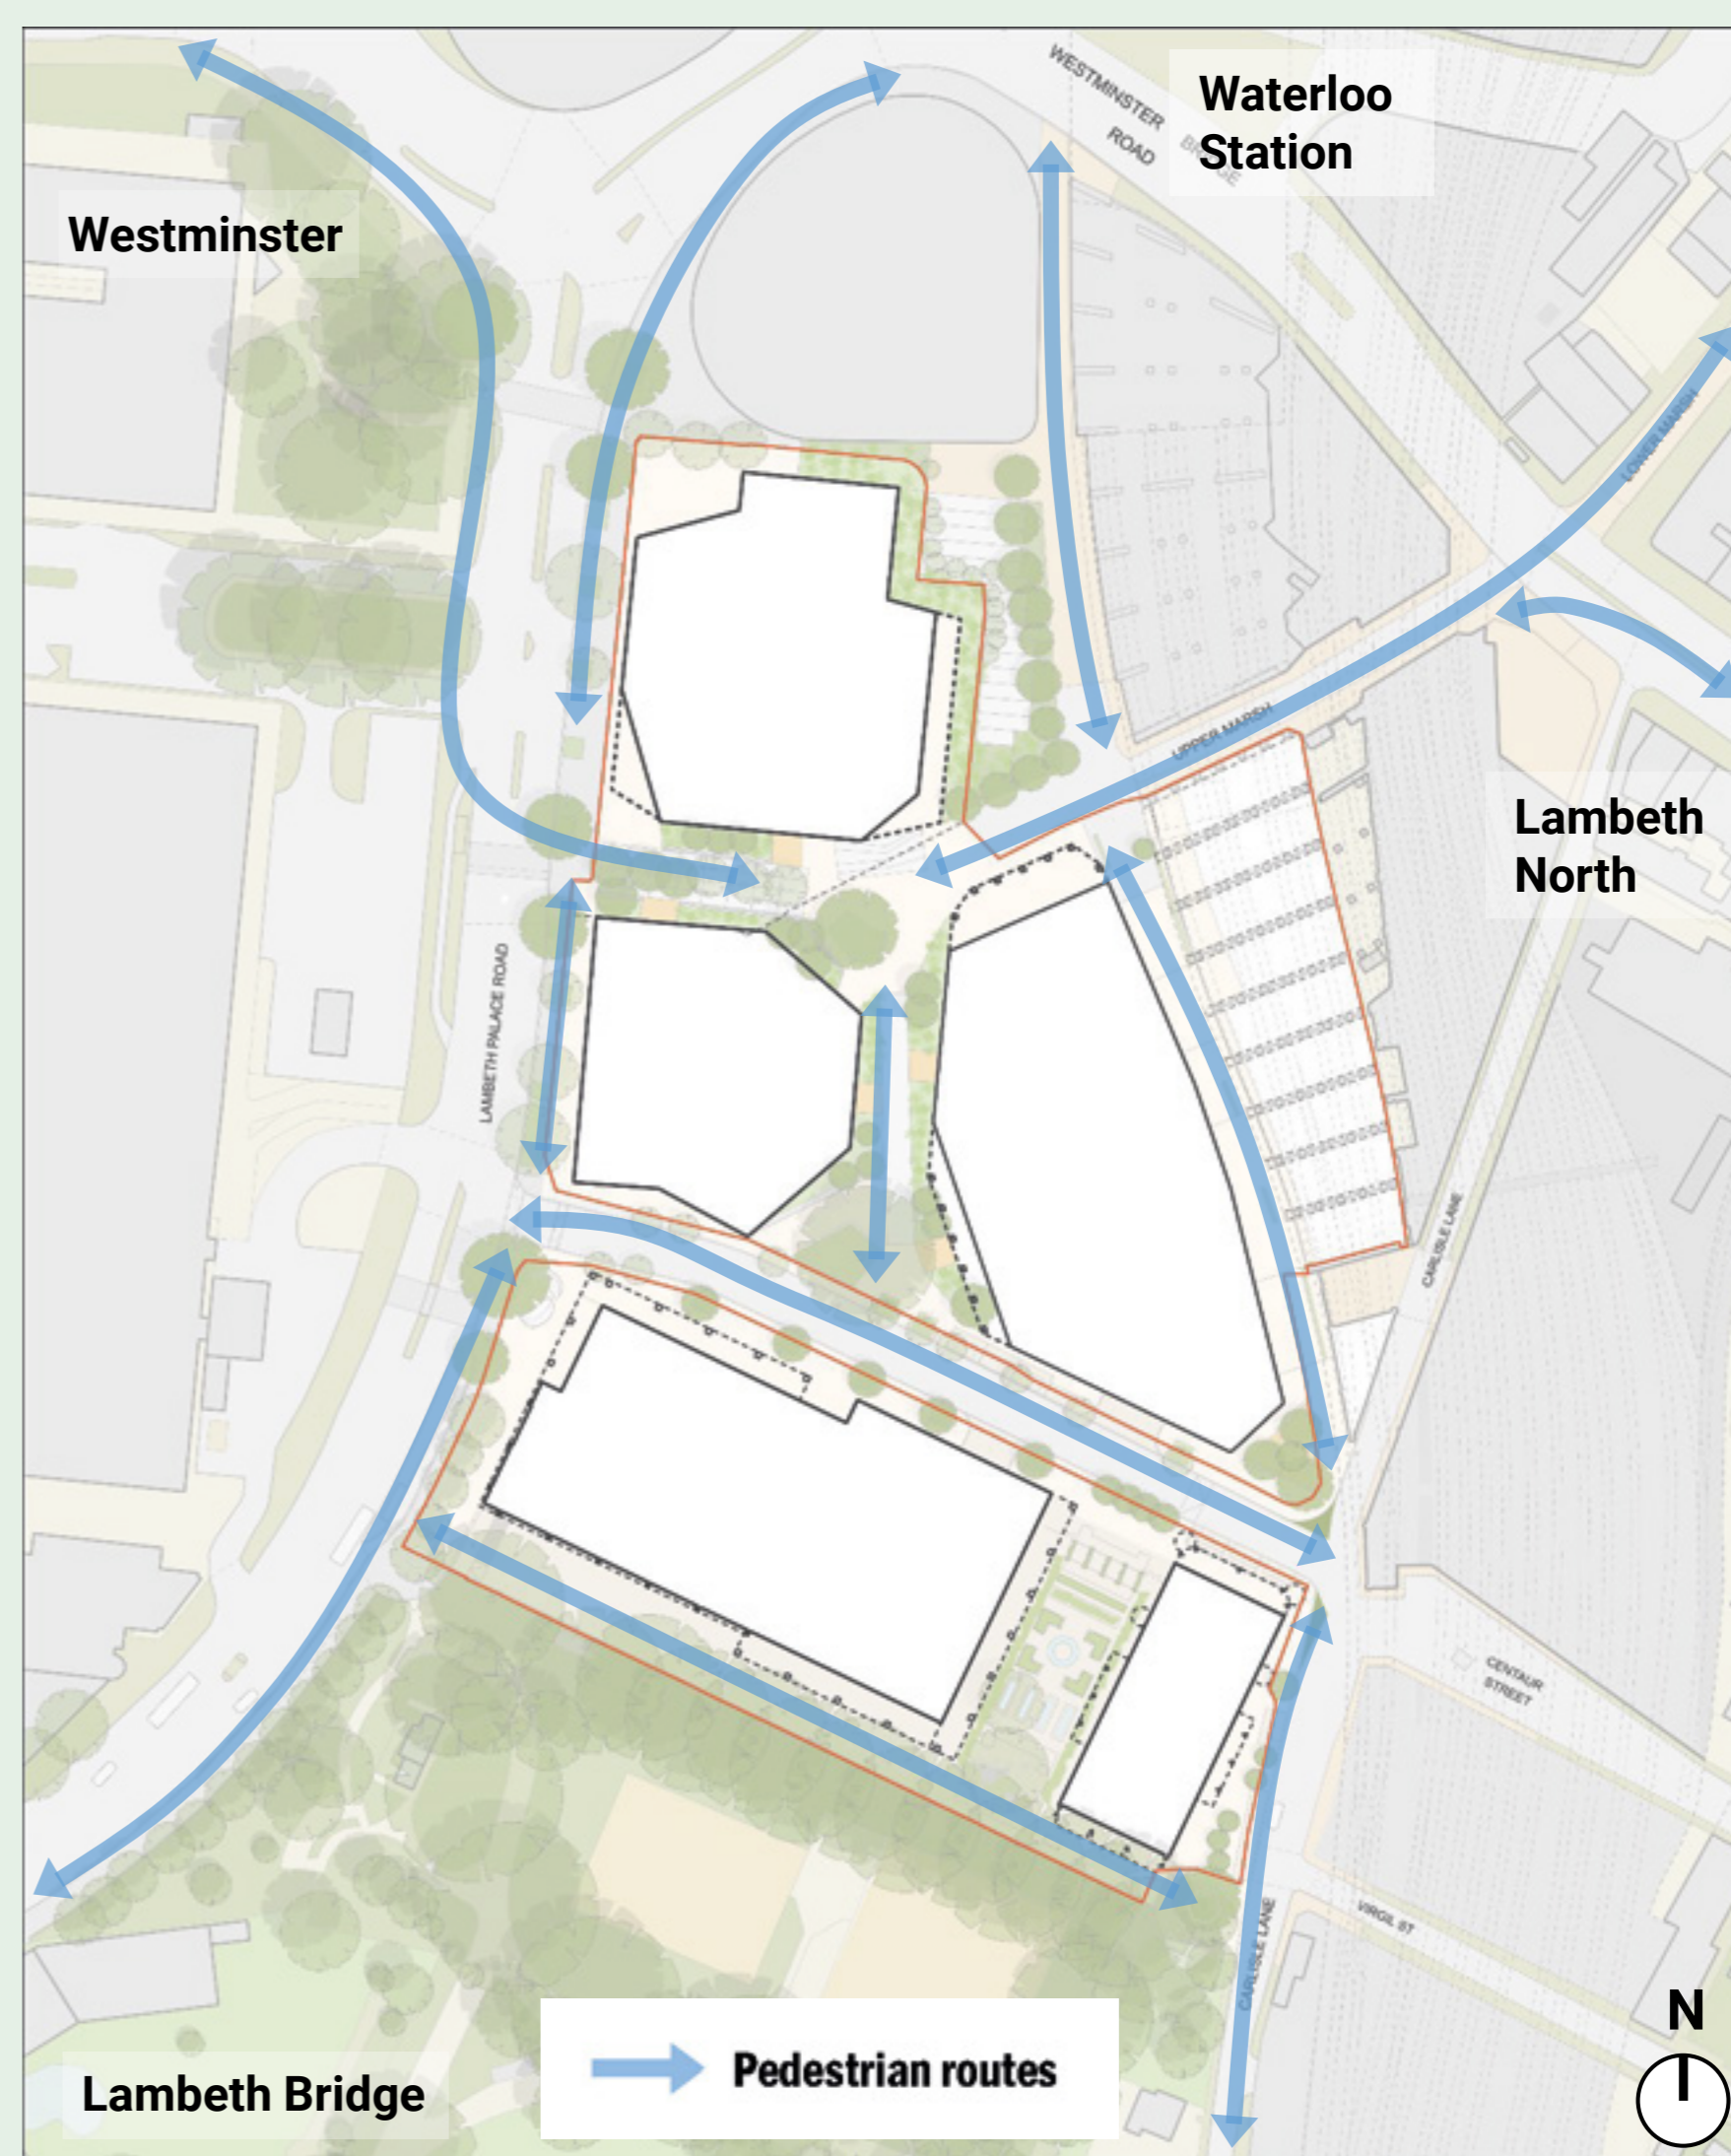 WESTMINSTER BRIDGE
ROAD
Waterloo
Station
Westminster
LOWER MARSH
UPPER MARSH
Lambeth
North
LAMBETH PALACE ROAD
CARLISLE LANE
CENTAUR
STREET
VIRGIL ST
CARLISLE LANE
N
Pedestrian routes
Lambeth Bridge